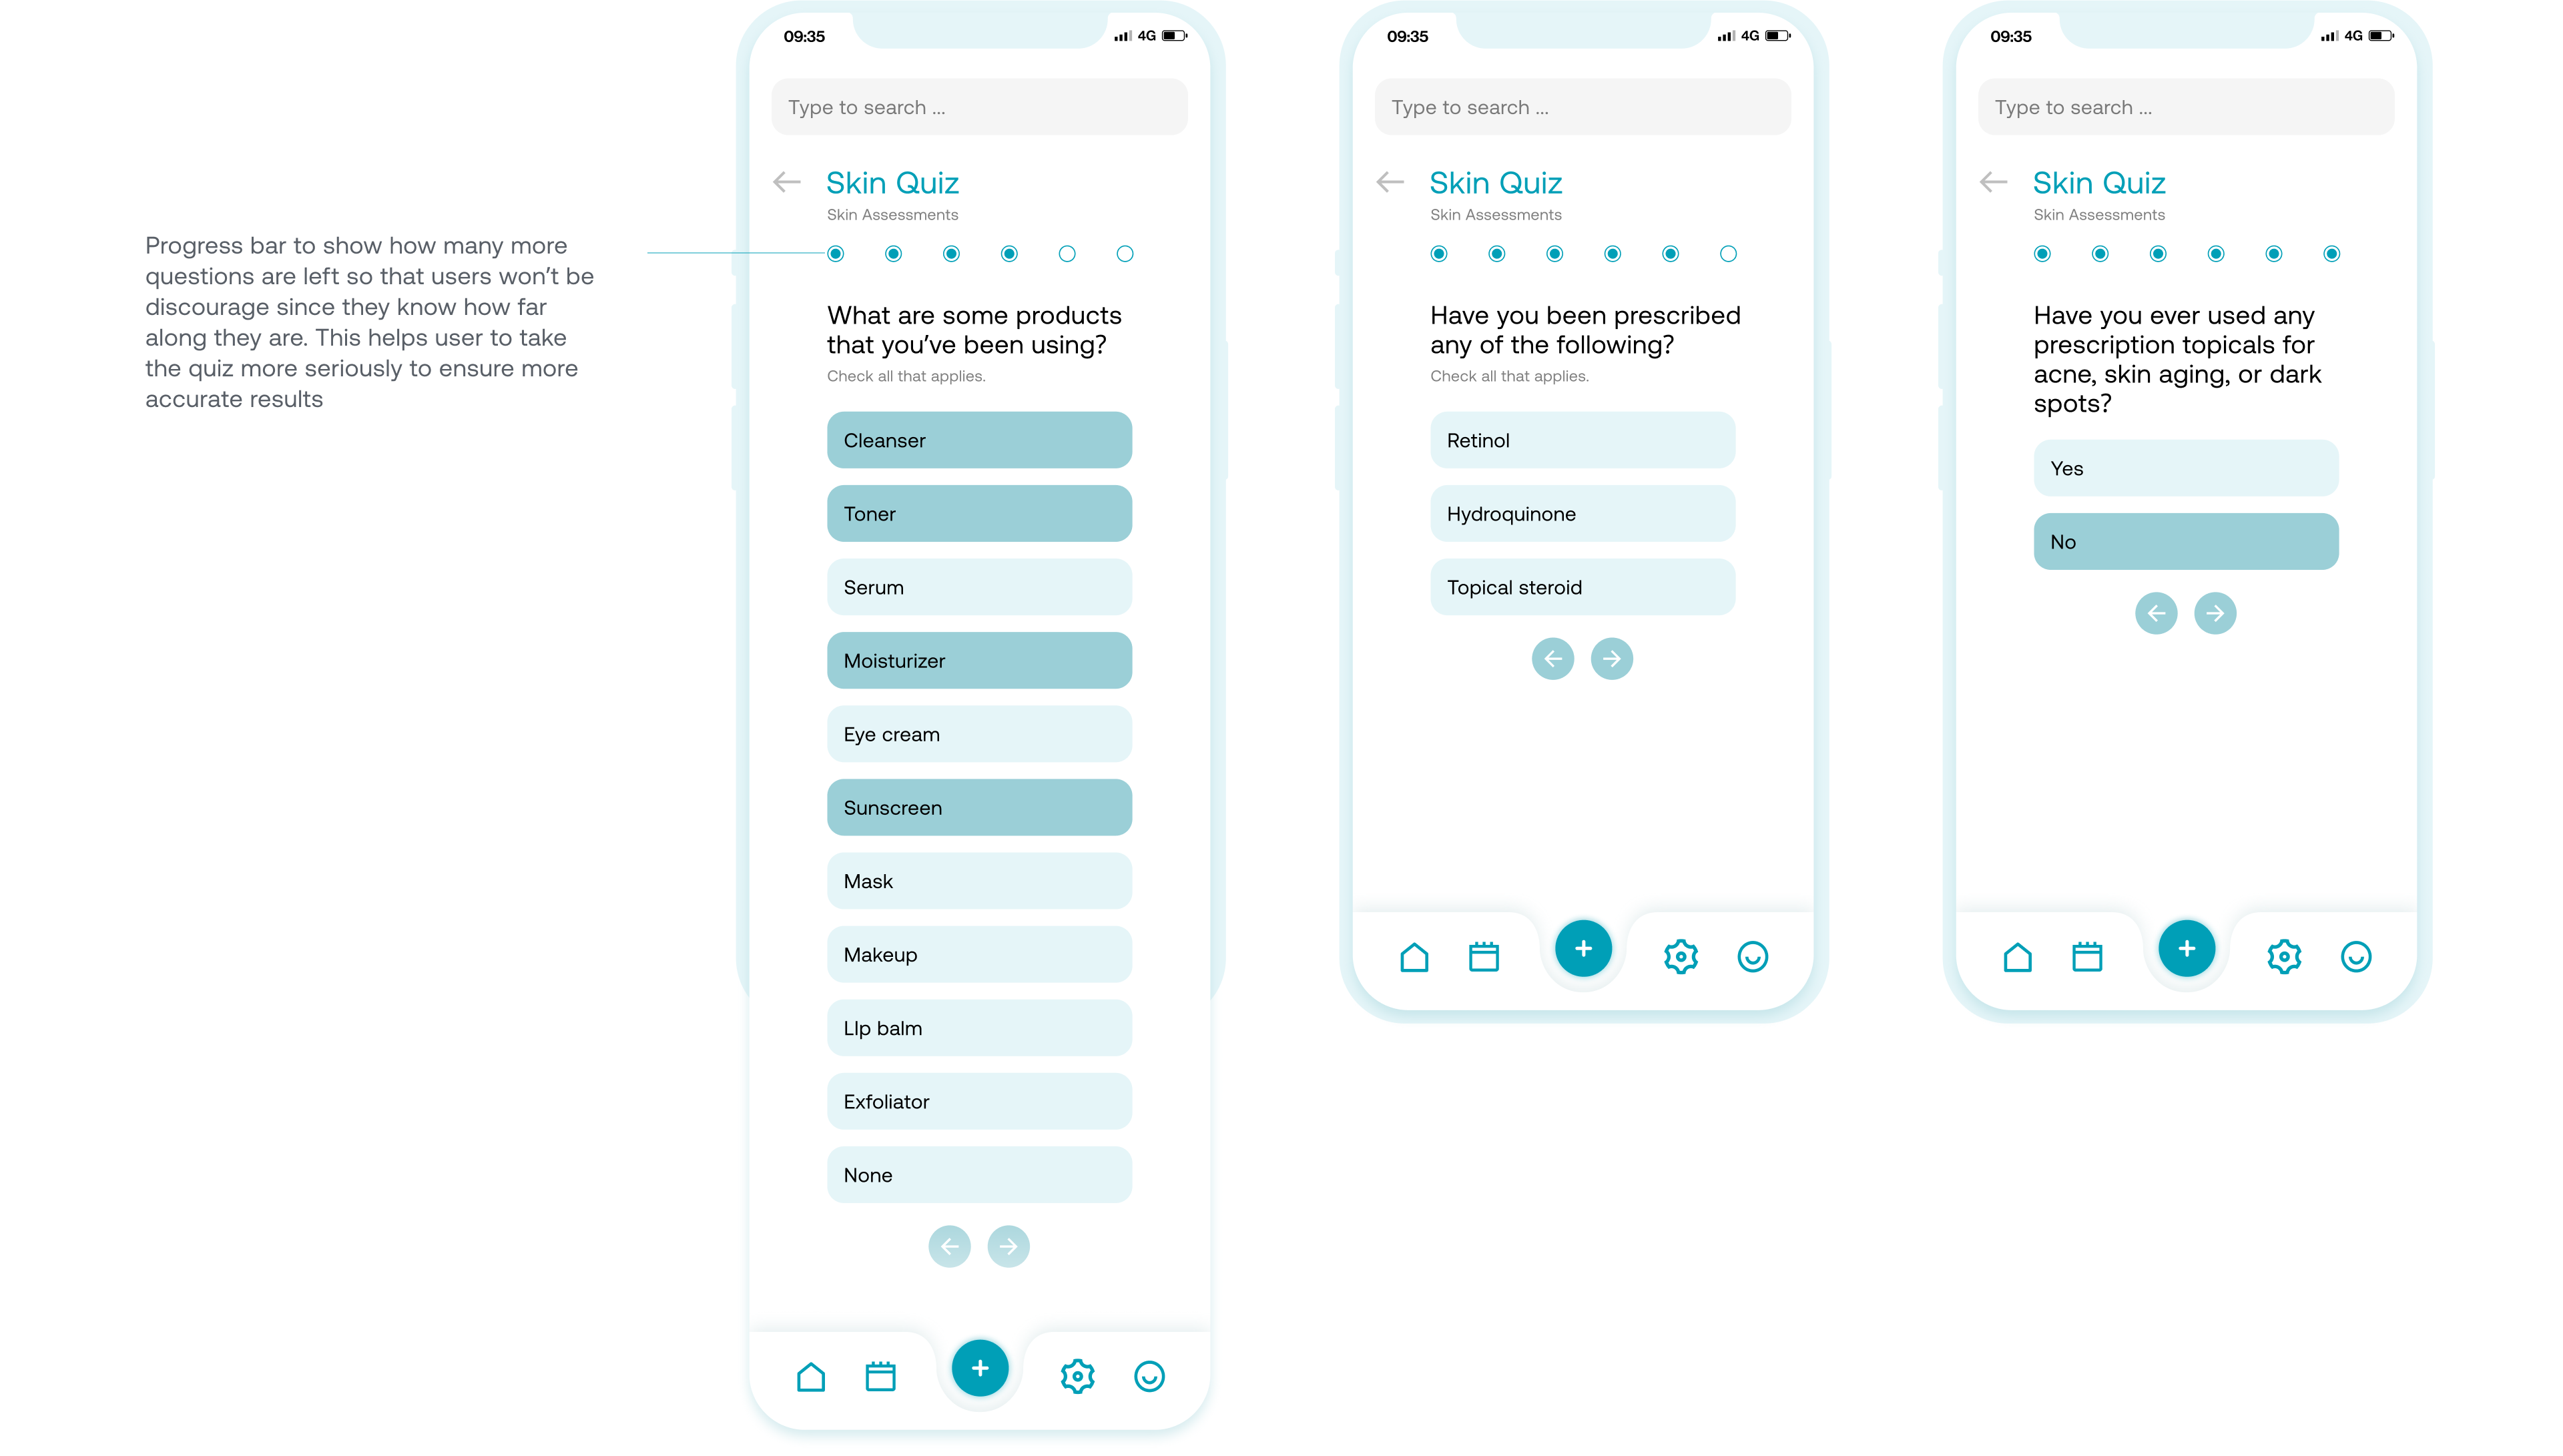 Progress bar to show how many more
questions are left so that users won’t be
discourage since they know how far
along they are. This helps user to take
the quiz more seriously to ensure more
accurate results
09:35
4G
Type to search ...
Skin Quiz
Skin Assessments
What are some products
that you’ve been using?
Check all that applies.
Cleanser
Toner
Serum
Moisturizer
Eye cream
Sunscreen
Mask
Makeup
LIp balm
Exfoliator
None
09:35
4G
Type to search ...
Skin Quiz
Skin Assessments
Have you been prescribed
any of the following?
Check all that applies.
Retinol
Hydroquinone
Topical steroid
09:35
4G
Type to search ...
Skin Quiz
Skin Assessments
Have you ever used any
prescription topicals for
acne, skin aging, or dark
spots?
Yes
No